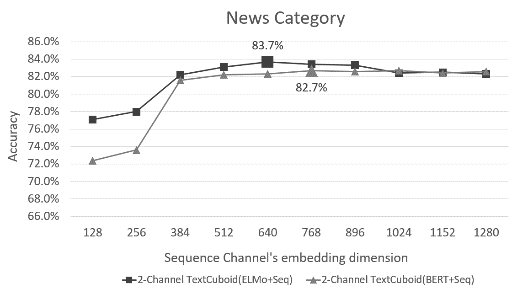 News Category
86.0%
84.0%
82.0%
80.0%
78.0%
76.0%
74.0%
72.0%
70.0%
68.0%
66.0%
Accuracy
83.7%
82.7%
128 256 384 512 640 768 896 1024 1152 1280
Sequence Channel's embedding dimension
2-Channel TextCuboid(ELMo+Seq) 2-Channel TextCuboid(BERT+Seq)